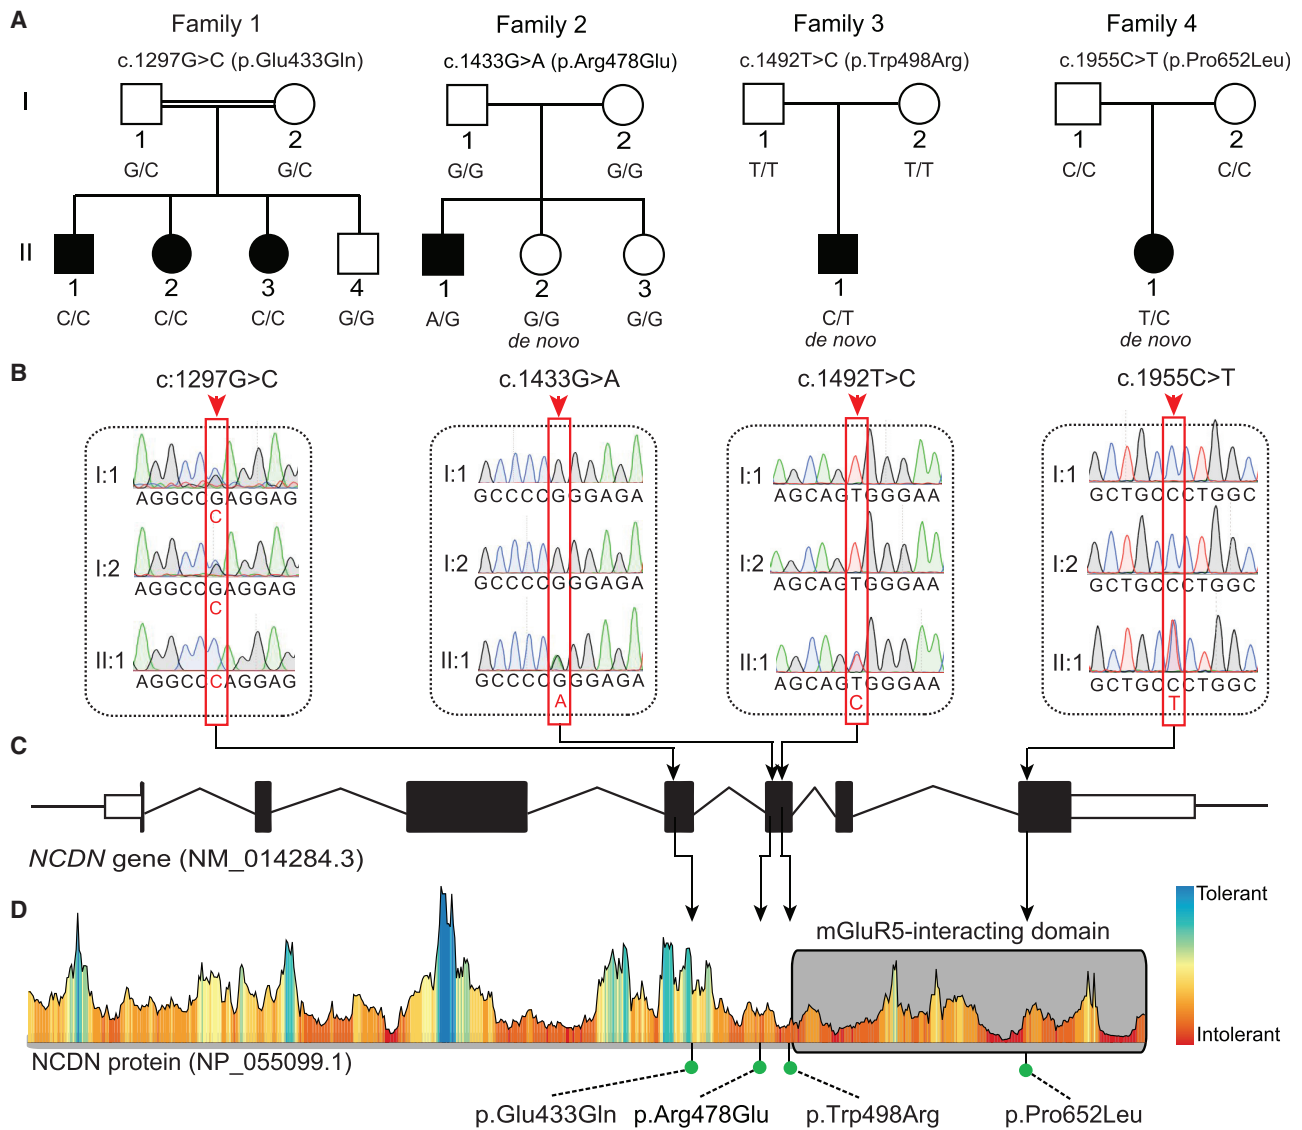 A
Family 1
Family 2
Family 3
Family 4
c.1297G>C (p.Glu433Gln)
c.1433G>A (p.Arg478Glu)
c.1492T>C (p.Trp498Arg)
c.1955C>T (p.Pro652Leu)
I
1
2
1
2
1
2
1
2
G/C
G/C
G/G
G/G
T/T
T/T
C/C
C/C
II
1
2
3
4
1
2
3
1
1
C/C
C/C
C/C
G/G
A/G
G/G
G/G
C/T
T/C
de novo
de novo
de novo
B
c:1297G>C
c.1433G>A
c.1492T>C
c.1955C>T
I:1
AGGCCGAGGAG
C
I:2
AGGCCGAGGAG
C
II:1
AGGCCCAGGAG
I:1
GCCCCGGGAGA
I:2
GCCCCGGGAGA
II:1
GCCCCGGGAGA
A
I:1
AGCAGTGGGAA
I:2
AGCAGTGGGAA
II:1
AGCAGTGGGAA
C
I:1
GCTGCCCTGGC
I:2
GCTGCCCTGGC
II:1
GCTGCCCTGGC
T
C
NCDN gene (NM_014284.3)
D
Tolerant
Intolerant
mGluR5-interacting domain
NCDN protein (NP_055099.1)
p.Glu433Gln
p.Arg478Glu
p.Trp498Arg
p.Pro652Leu